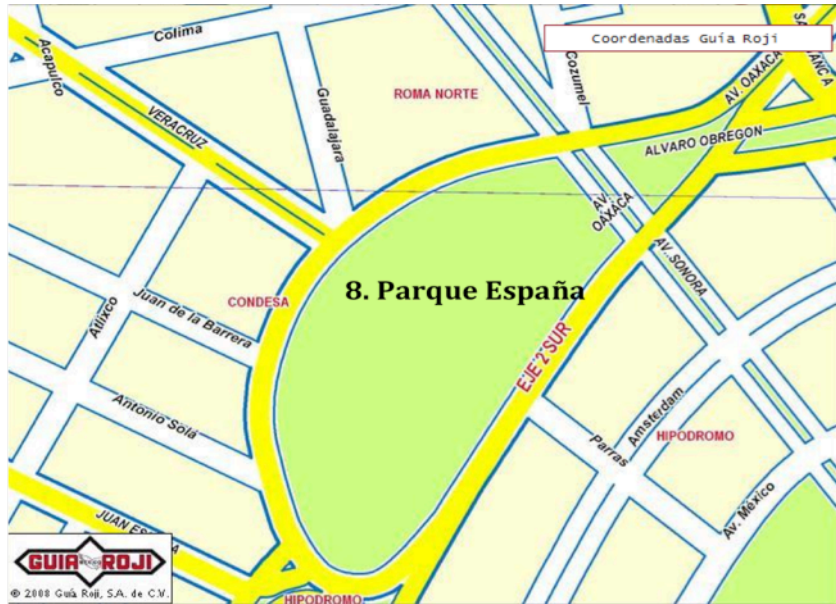 Colima
Acapulco
VERACRUZ
Guadalajara
ROMA NORTE
Coordenadas Guía Roji
Cozumel
AV. OAXACA
ALVARO OBREGON
AV.
OAXACA
AV. SONORA
8. Parque España
CONDESA
Juan de la Barrera
Atlixco
EJE 2 SUR
Antonio Solá
Parras
Amsterdam
HIPODROMO
Av. México
GUIA ROJI
© 2008 Guía Roji, S.A. de C.V.
HIPODROMO